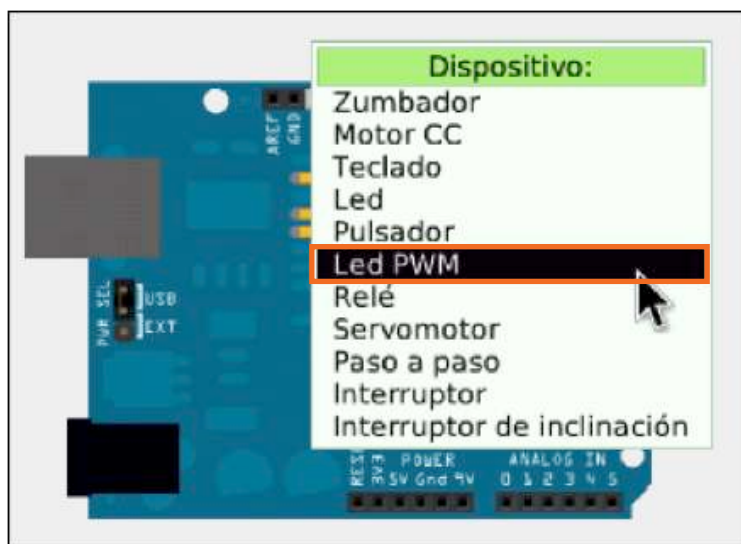 Dispositivo:
Zumbador
Motor CC
Teclado
Led
Pulsador
Led PWM
Relé
Servomotor
Paso a paso
Interruptor
Interruptor de inclinación
AREF
GND
PWR SEL
USB
EXT
3V3
POWER
5V Gnd 9V
ANALOG IN
0 1 2 3 4 5